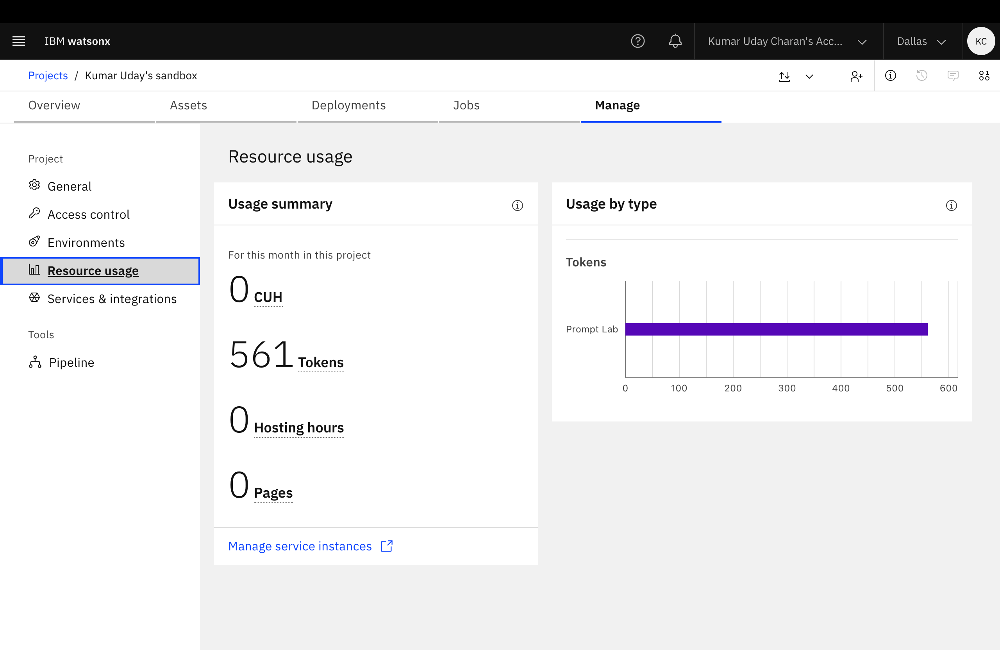 IBM watsonx
Kumar Uday Charan's Acc...
Dallas
KC
Projects / Kumar Uday's sandbox
Overview
Assets
Deployments
Jobs
Manage
Project
General
Access control
Environments
Resource usage
Services & integrations
Tools
Pipeline
Resource usage
Usage summary
For this month in this project
0 CUH
561 Tokens
0 Hosting hours
0 Pages
Manage service instances
Usage by type
Tokens
Prompt Lab
0 100 200 300 400 500 600